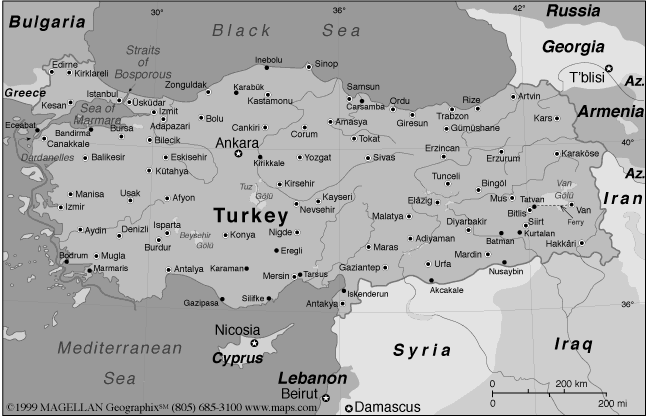 30°
36°
42°
Russia
Bulgaria
Black Sea
Georgia
Straits
of
Bosporous
Edirne
Kirklareli
Inebolu
Sinop
T'blisi
Zonguldak
Karabük
Kastamonu
Samsun
Carsamba
Ordu
Rize
Artvin
Az.
Greece
Istanbul
Üsküdar
Kesan
Sea of
Marmara
Izmit
Adapazari
Bolu
Giresun
Trabzon
Gümüshane
Kars
Armenia
Eceabat
Bandirma
Bursa
Canakkale
Bilecik
Cankiri
Corum
Amasya
Tokat
Ankara
40°
Dardanelles
Balikesir
Eskisehir
Kirikkale
Yozgat
Sivas
Erzincan
Erzurum
Karaköse
Az.
Kütahya
Tunceli
Iran
Manisa
Usak
Afyon
Tuz
Gölü
Kirsehir
Kayseri
Nevsehir
Elâzig
Bingöl
Mus
Tatvan
Van
Gölü
Izmir
Turkey
Malatya
Bitlis
Van
Ferry
Aydin
Denizli
Isparta
Burdur
Beysehir
Gölü
Konya
Nigde
Diyarbakir
Siirt
Kurtalan
Batman
Hakkâri
Eregli
Maras
Adiyaman
Bodrum
Mugla
Marmaris
Antalya
Karaman
Mersin
Tarsus
Gaziantep
Urfa
Mardin
Nusaybin
Gazipasa
Silifke
Antakya
Iskenderun
Akcakale
36°
Nicosia
Cyprus
Mediterranean
Sea
Syria
Iraq
Lebanon
Beirut
Damascus
0 200 km
0 200 mi
©1999 MAGELLAN Geographix℠ (805) 685-3100 www.maps.com